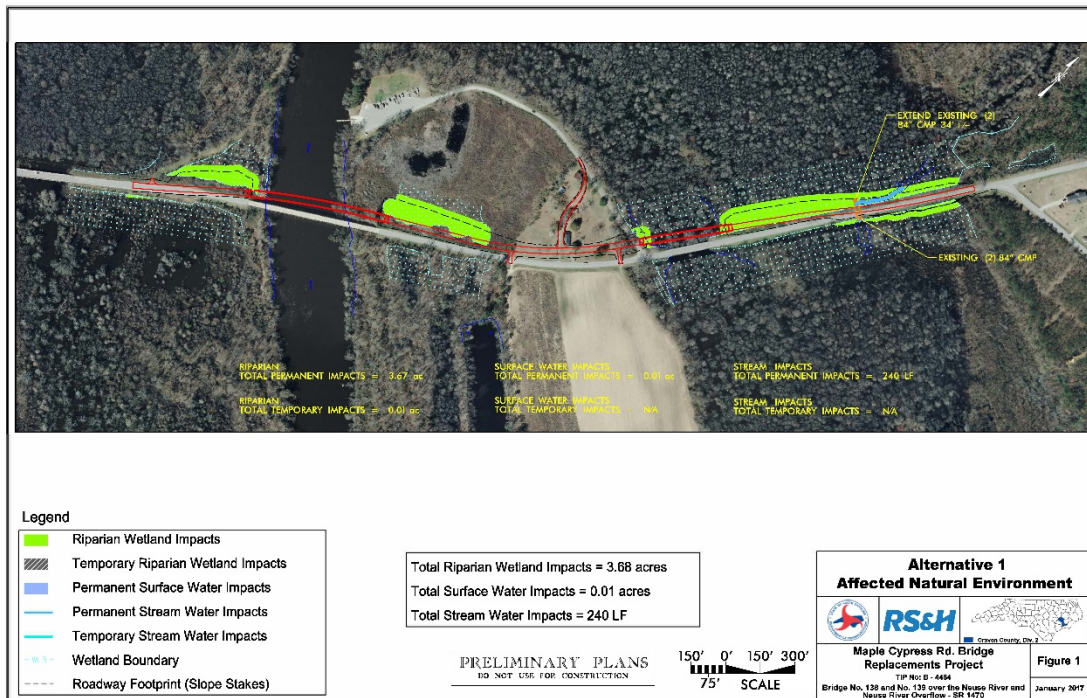 EXTEND EXISTING (2)
84" CMP 34' +/-
EXISTING (2) 84" CMP
RIPARIAN
TOTAL PERMANENT IMPACTS = 3.67 ac
SURFACE WATER IMPACTS
TOTAL PERMANENT IMPACTS = 0.01 ac
STREAM IMPACTS
TOTAL PERMANENT IMPACTS = 240 LF
RIPARIAN
TOTAL TEMPORARY IMPACTS = 0.01 ac
SURFACE WATER IMPACTS
TOTAL TEMPORARY IMPACTS N/A
STREAM IMPACTS
TOTAL TEMPORARY IMPACTS = N/A
Legend
Riparian Wetland Impacts
Temporary Riparian Wetland Impacts
Permanent Surface Water Impacts
Permanent Stream Water Impacts
Temporary Stream Water Impacts
Wetland Boundary
Roadway Footprint (Slope Stakes)
Total Riparian Wetland Impacts = 3.68 acres
Total Surface Water Impacts = 0.01 acres
Total Stream Water Impacts = 240 LF
PRELIMINARY PLANS
DO NOT USE FOR CONSTRUCTION
150' 0' 150' 300'
75' SCALE
Alternative 1
Affected Natural Environment
RS&H
Craven County, Div. 2
Maple Cypress Rd. Bridge
Replacements Project
TIP No: B - 4484
Bridge No. 138 and No. 139 over the Neuse River and
Neuse River Overflow - SR 1470
Figure 1
January 2017